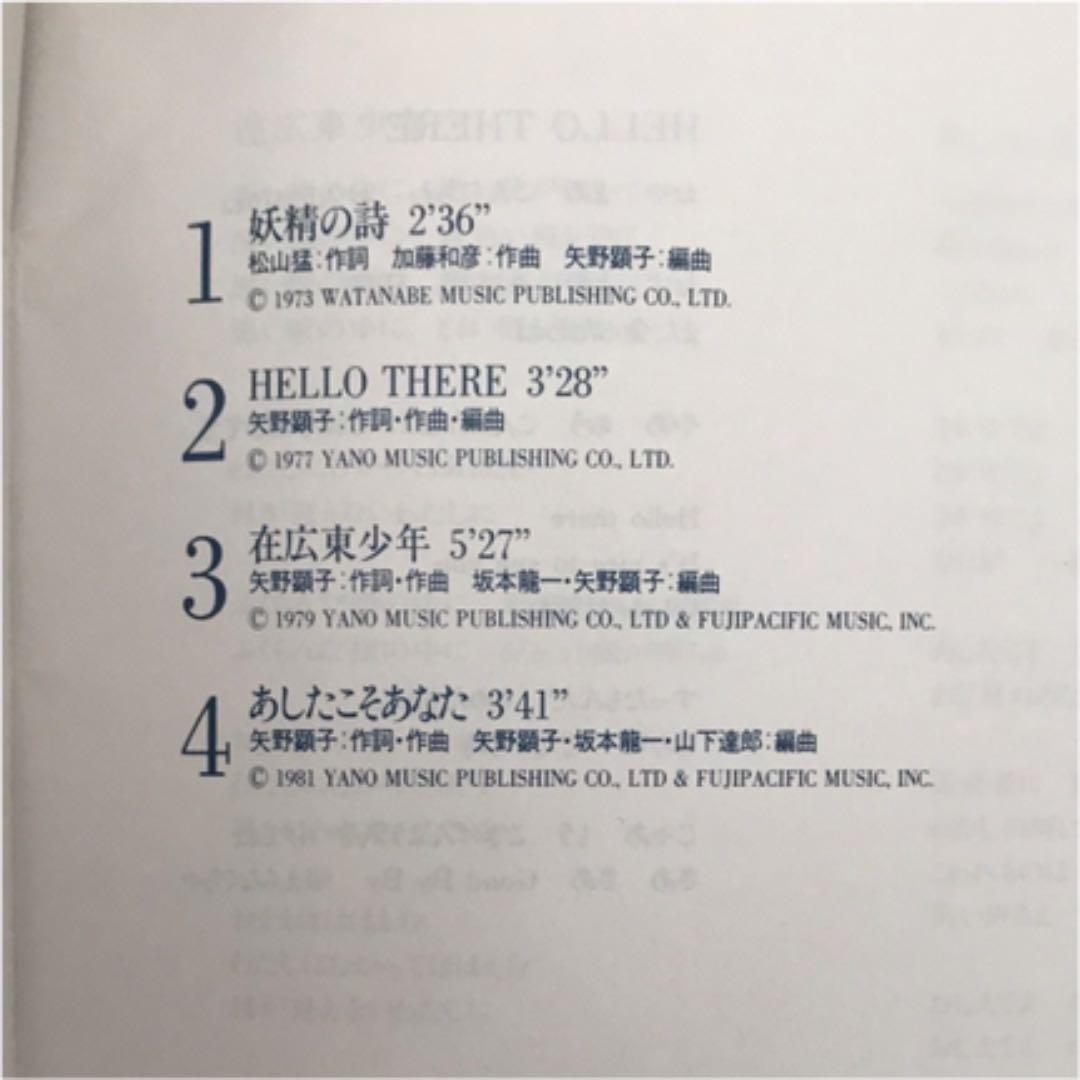 1 妖精の詩 2’36”
松山猛:作詞 加藤和彦:作曲 矢野顕子:編曲
© 1973 WATANABE MUSIC PUBLISHING CO., LTD.
2 HELLO THERE 3’28”
矢野顕子:作詞・作曲・編曲
© 1977 YANO MUSIC PUBLISHING CO., LTD.
3 在広東少年 5’27”
矢野顕子:作詞・作曲 坂本龍一・矢野顕子:編曲
© 1979 YANO MUSIC PUBLISHING CO., LTD & FUJIPACIFIC MUSIC, INC.
4 あしたこそあなた 3’41”
矢野顕子:作詞・作曲 矢野顕子・坂本龍一・山下達郎:編曲
© 1981 YANO MUSIC PUBLISHING CO., LTD & FUJIPACIFIC MUSIC, INC.